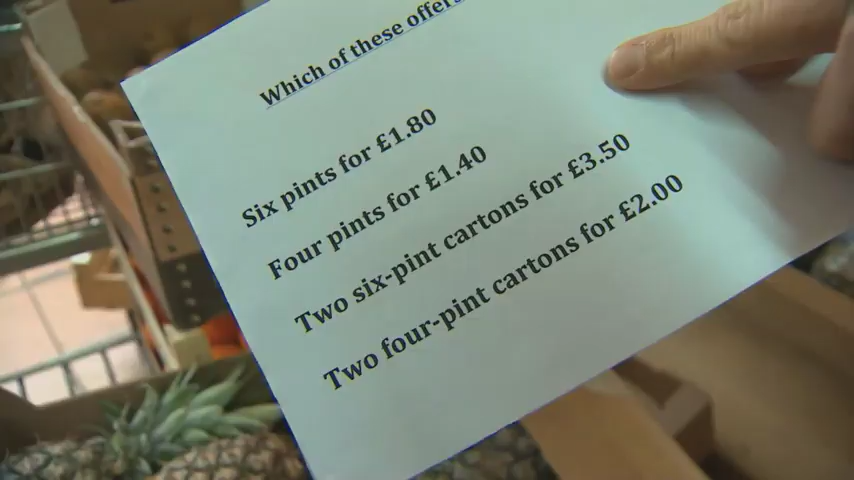 Which of these offers
Six pints for £1.80
Four pints for £1.40
Two six-pint cartons for £3.50
Two four-pint cartons for £2.00